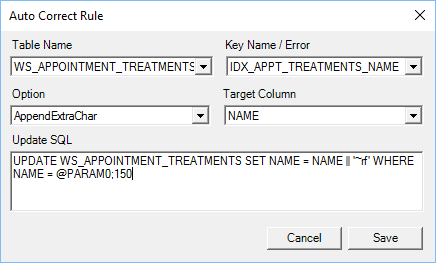 Auto Correct Rule
Table Name
Key Name / Error
WS_APPOINTMENT_TREATMENTS
IDX_APPT_TREATMENTS_NAME
Option
Target Column
AppendExtraChar
NAME
Update SQL
UPDATE WS_APPOINTMENT_TREATMENTS SET NAME = NAME || '~rf' WHERE
NAME = @PARAM0;150
Cancel
Save